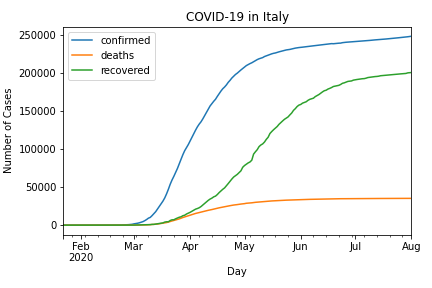 COVID-19 in Italy
confirmed
deaths
recovered
Number of Cases
250000
200000
150000
100000
50000
0
Feb Mar Apr May Jun Jul Aug
2020
Day